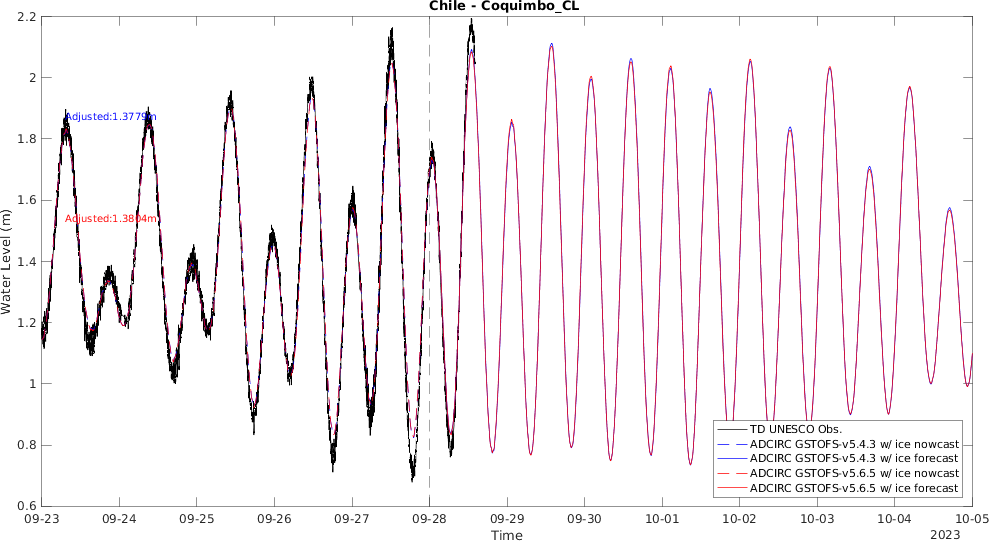 Chile - Coquimbo_CL
2.2
2
1.8
1.6
1.4
1.2
1
0.8
0.6
Water Level (m)
Adjusted:1.3779m
Adjusted:1.3804m
TD UNESCO Obs.
ADCIRC GSTOFS-v5.4.3 w/ ice nowcast
ADCIRC GSTOFS-v5.4.3 w/ ice forecast
ADCIRC GSTOFS-v5.6.5 w/ ice nowcast
ADCIRC GSTOFS-v5.6.5 w/ ice forecast
09-23 09-24 09-25 09-26 09-27 09-28 09-29 09-30 10-01 10-02 10-03 10-04 10-05
Time
2023